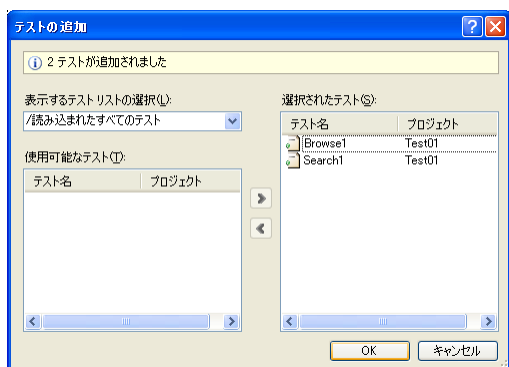 テストの追加
2 テストが追加されました
表示するテスト リストの選択(L):
/読み込まれたすべてのテスト
使用可能なテスト(T):
テスト名 プロジェクト
選択されたテスト(S):
テスト名 プロジェクト
Browse1 Test01
Search1 Test01
OK キャンセル